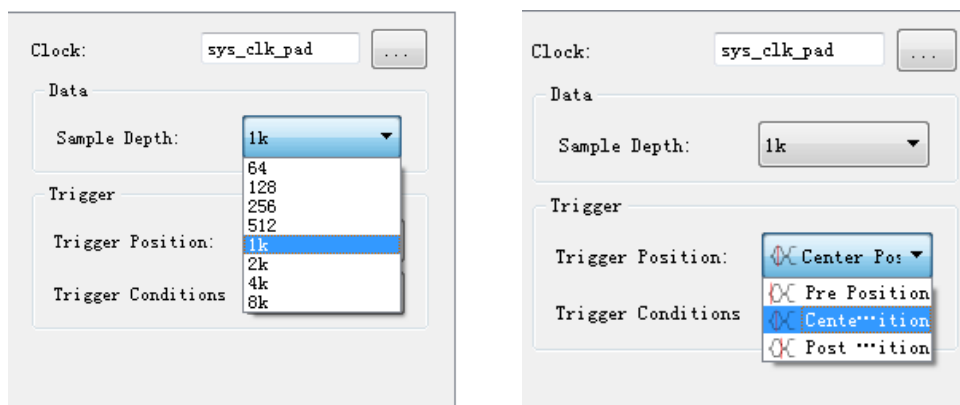 Clock: sys_clk_pad ...
Data
Sample Depth: 1k
64
128
256
512
1k
2k
4k
8k
Trigger
Trigger Position:
Trigger Conditions
Clock: sys_clk_pad ...
Data
Sample Depth: 1k
Trigger
Trigger Position: Center Pos
Pre Position
Cente…ition
Post …ition
Trigger Conditions